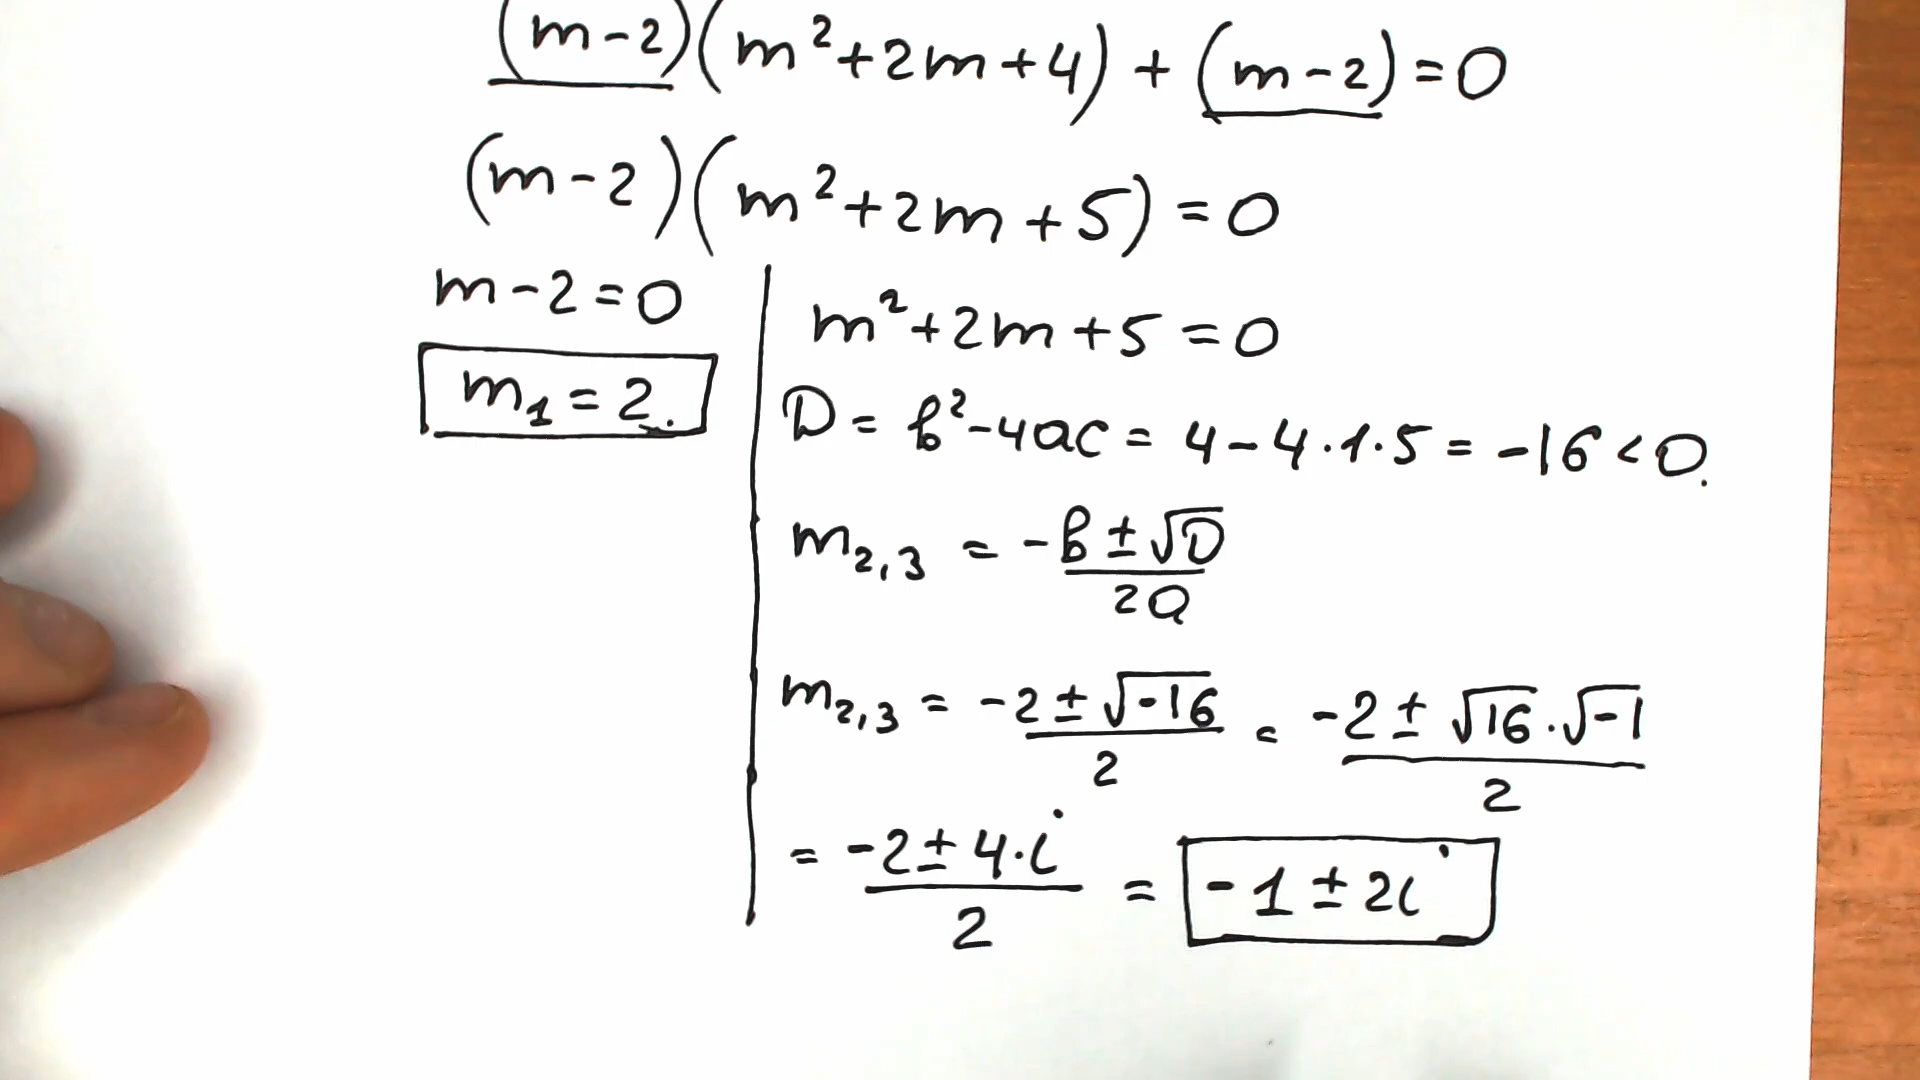 (m-2)(m²+2m+4)+(m-2)=0
(m-2)(m²+2m+5)=0
m-2=0
m₁=2.
m²+2m+5=0
D=b²-4ac=4-4·1·5=-16<0.
m₂,₃ = -b±√D / 2a
m₂,₃ = -2±√-16 / 2 = -2±√16·√-1 / 2
= -2±4·i / 2 = -1±2i